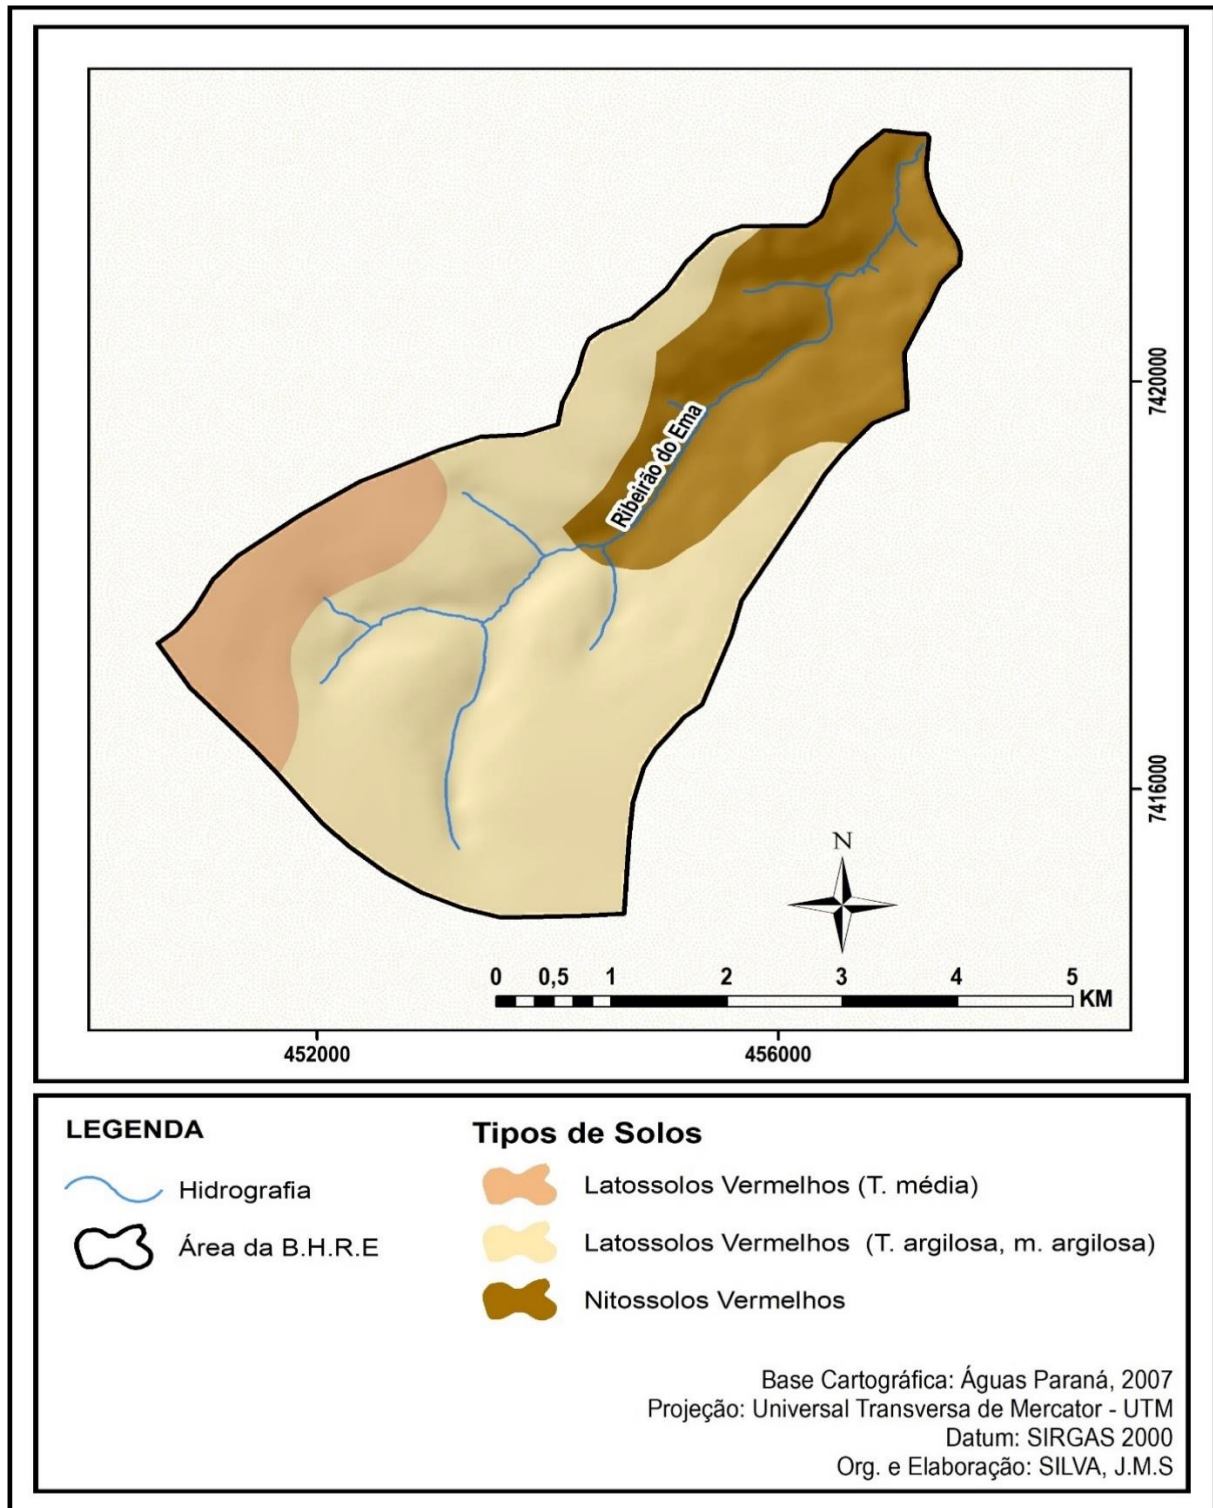 Ribeirão do Ema
7420000
7416000
N
0 0,5 1 2 3 4 5
KM
452000 456000
LEGENDA
Hidrografia
Área da B.H.R.E
Tipos de Solos
Latossolos Vermelhos (T. média)
Latossolos Vermelhos (T. argilosa, m. argilosa)
Nitossolos Vermelhos
Base Cartográfica: Águas Paraná, 2007
Projeção: Universal Transversa de Mercator - UTM
Datum: SIRGAS 2000
Org. e Elaboração: SILVA, J.M.S